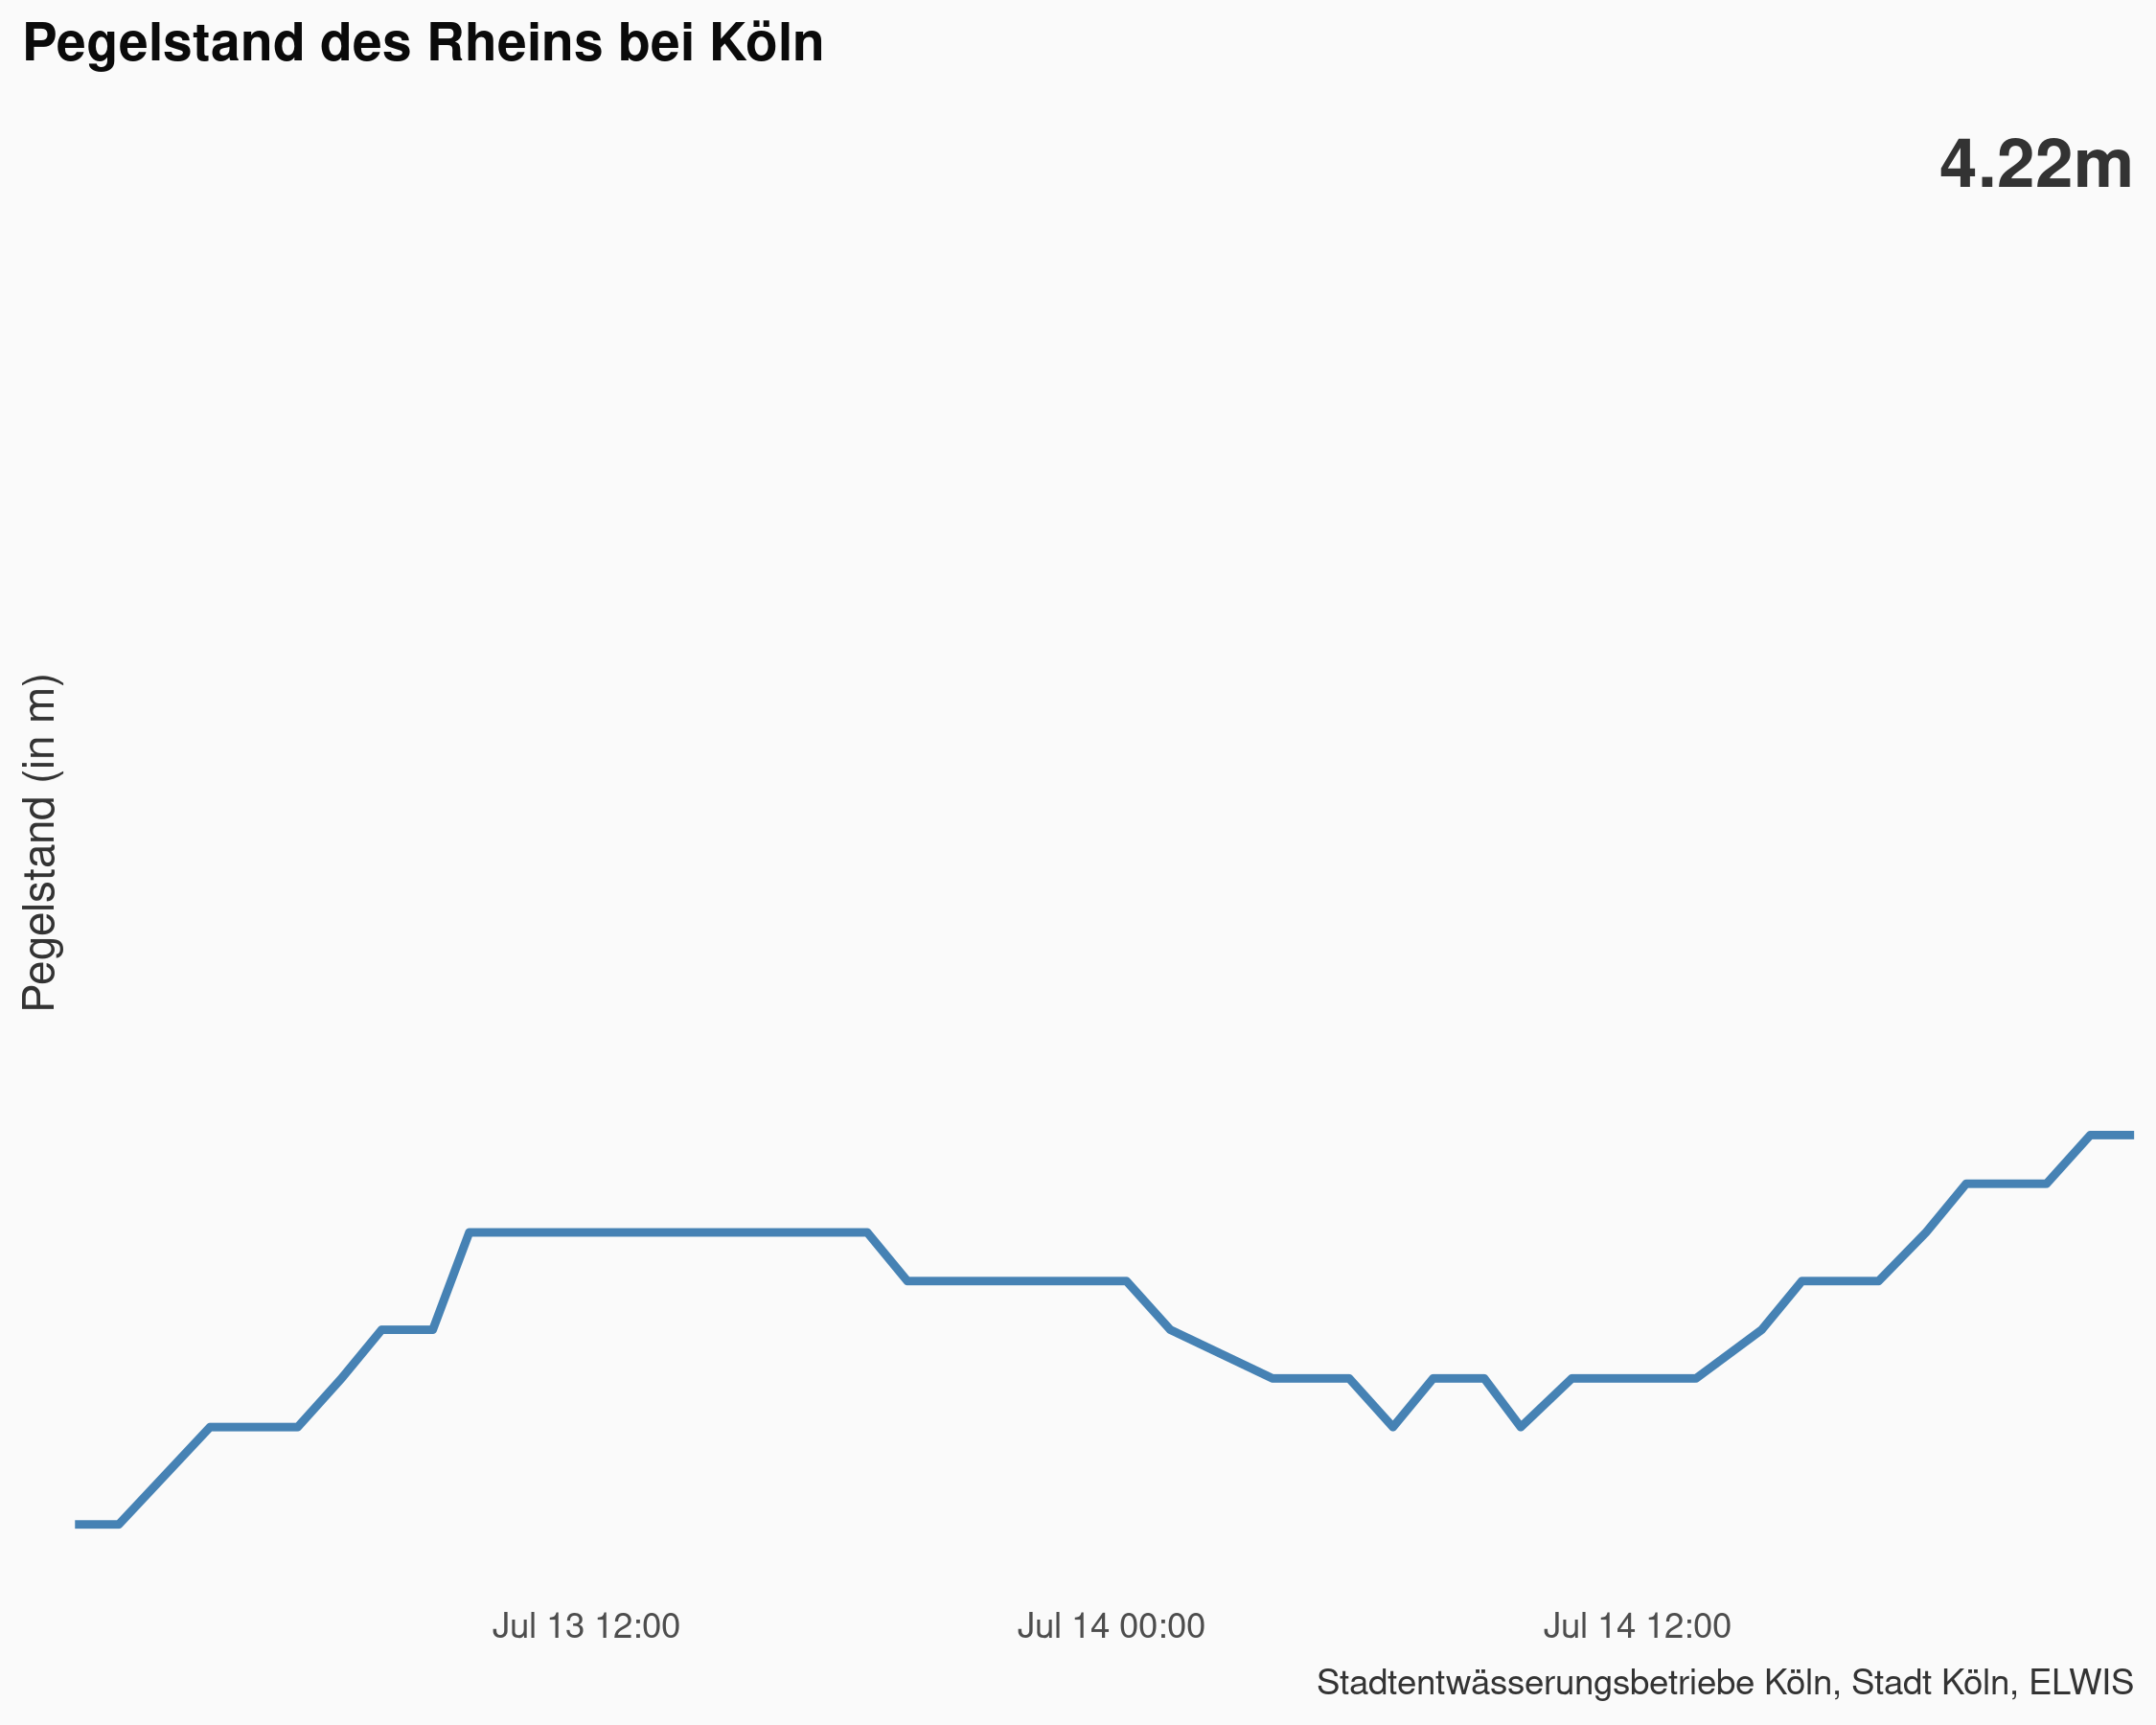 Pegelstand des Rheins bei Köln
4.22m
Pegelstand (in m)
Jul 13 12:00
Jul 14 00:00
Jul 14 12:00
Stadtentwässerungsbetriebe Köln, Stadt Köln, ELWIS